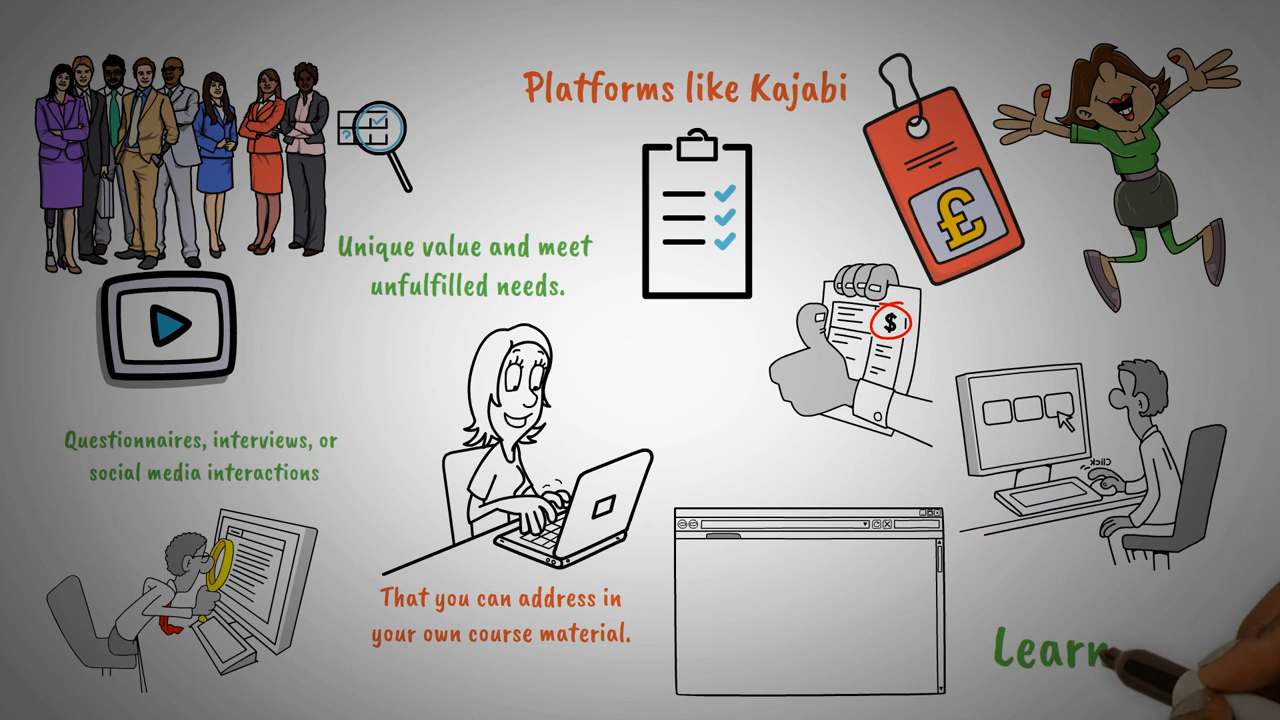 Platforms like Kajabi
£
Unique value and meet
unfulfilled needs.
$
Questionnaires, interviews, or
social media interactions
Click
That you can address in
your own course material.
Learn